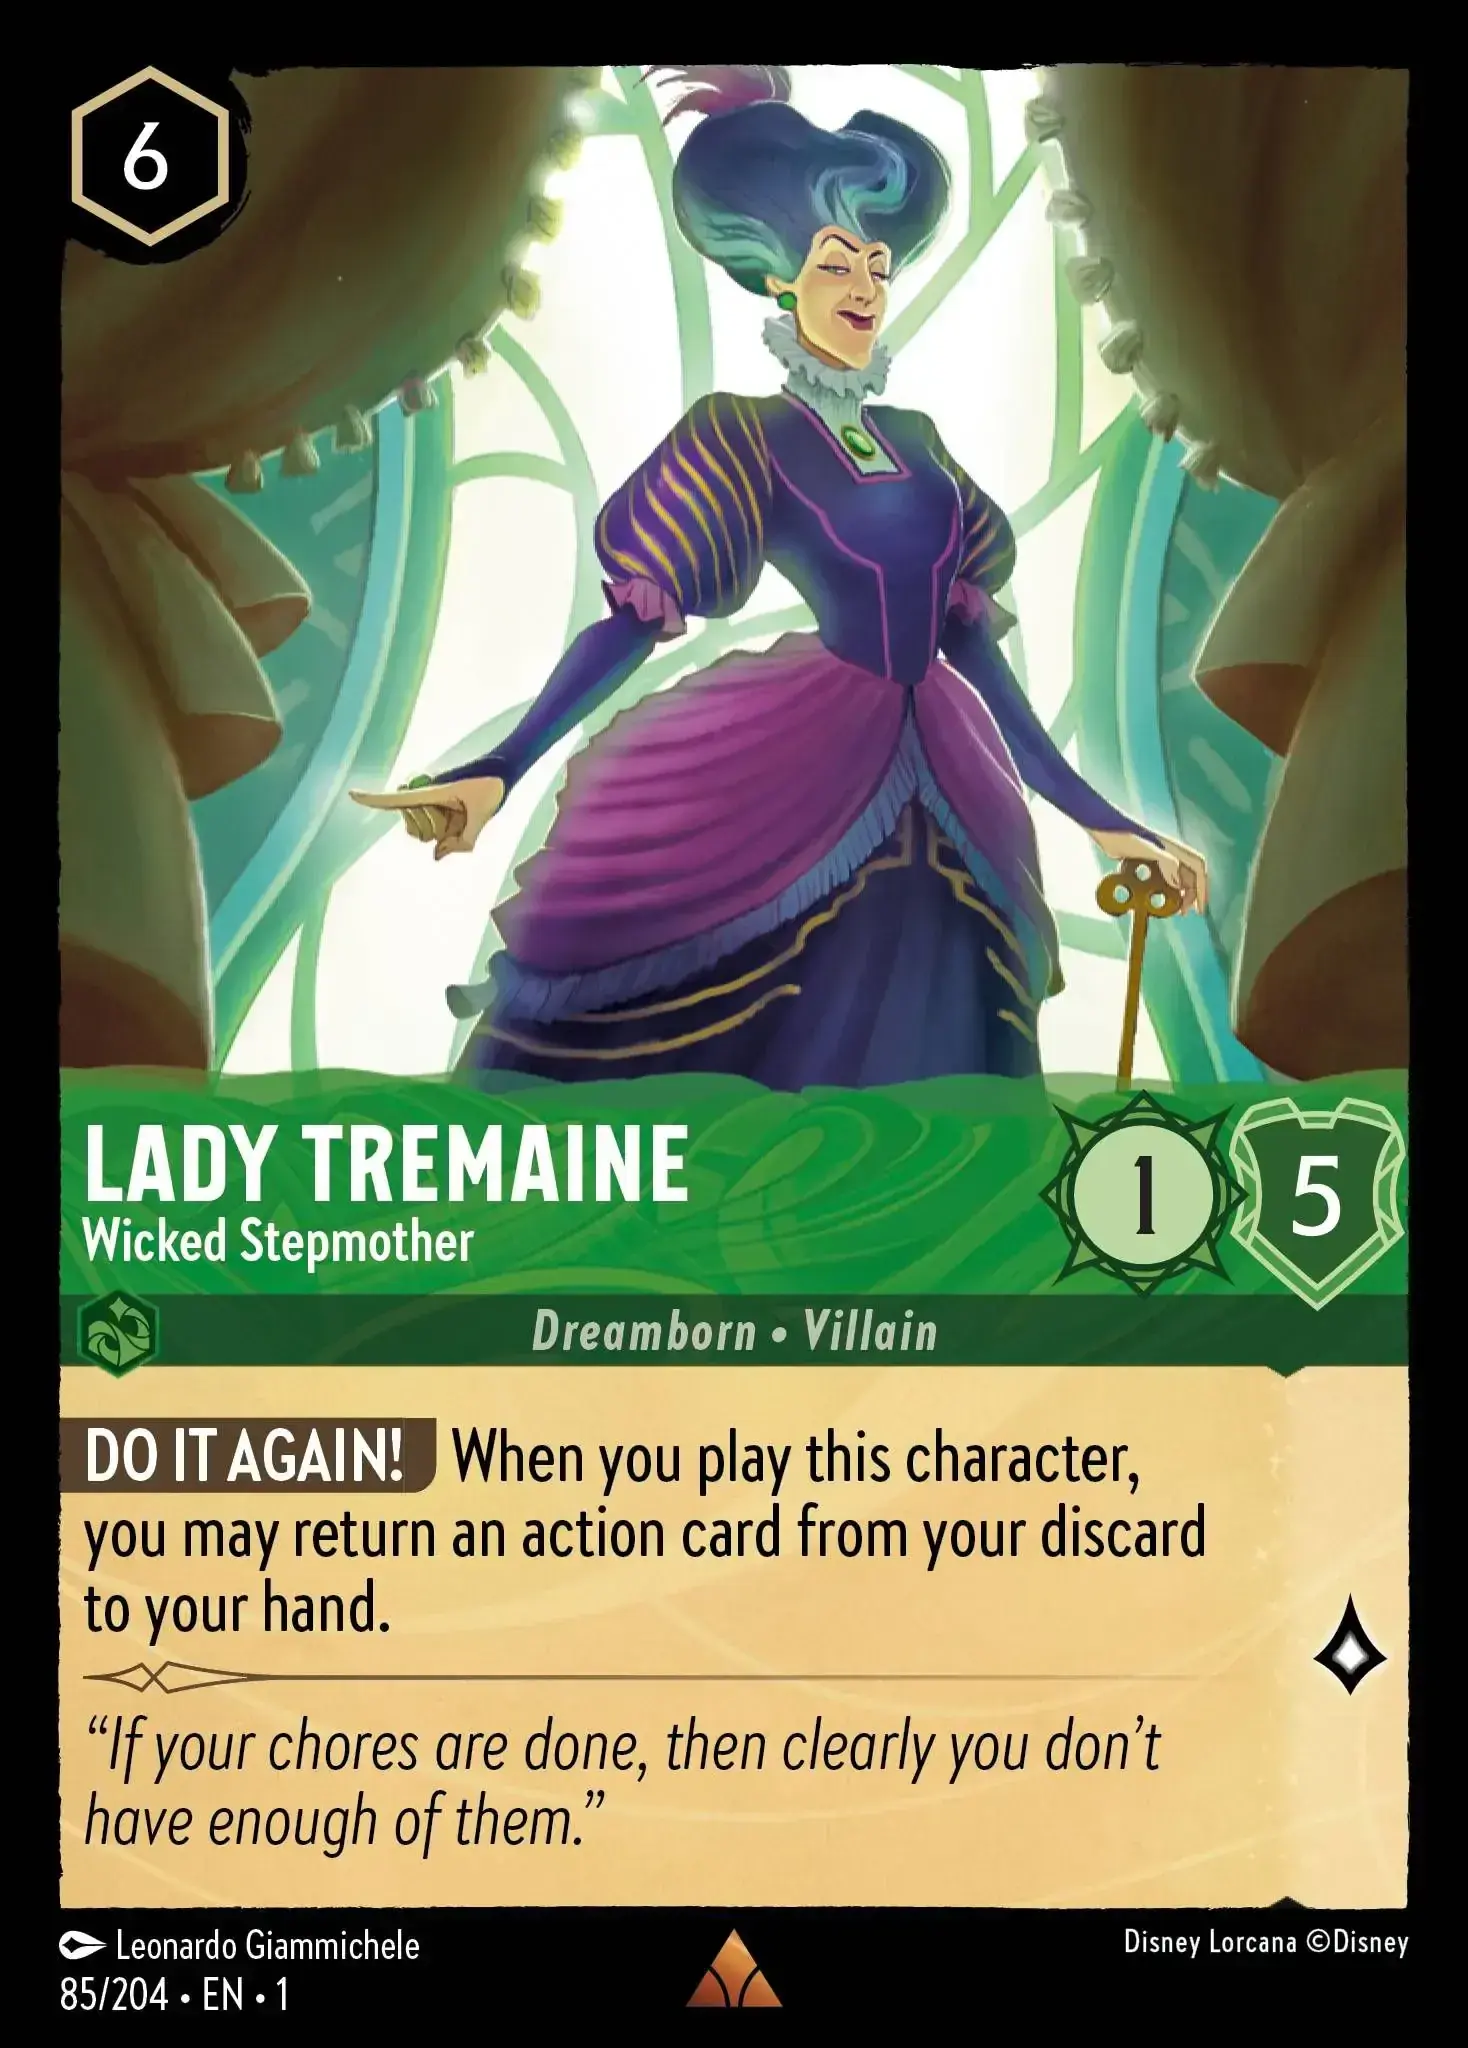 6
LADY TREMAINE
Wicked Stepmother
1
5
Dreamborn • Villain
DO IT AGAIN! When you play this character,
you may return an action card from your discard
to your hand.
“If your chores are done, then clearly you don’t
have enough of them.”
Leonardo Giammichele
85/204 • EN • 1
Disney Lorcana ©Disney